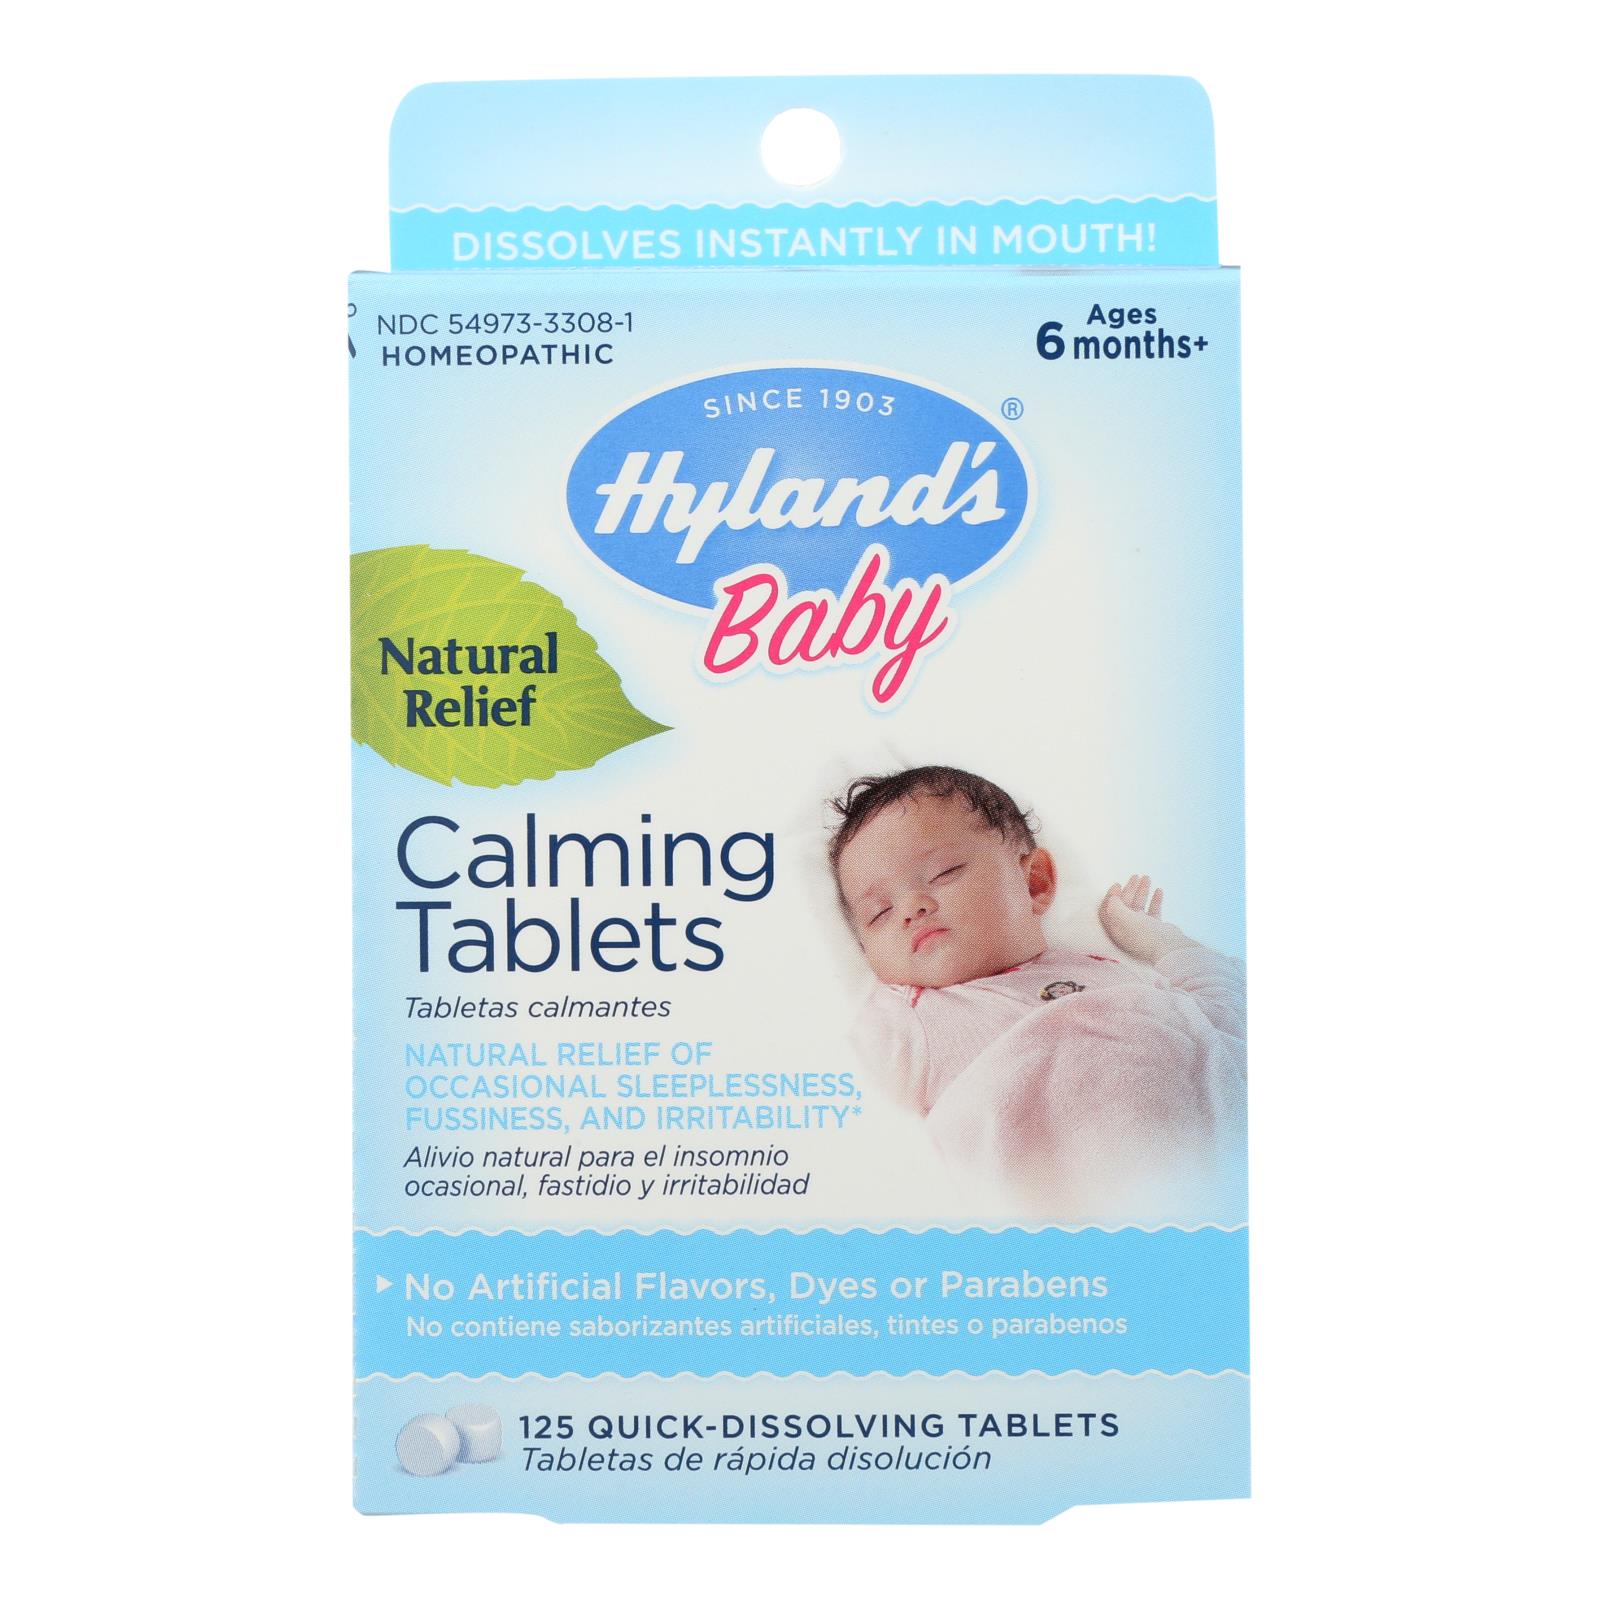 DISSOLVES INSTANTLY IN MOUTH!
NDC 54973-3308-1
HOMEOPATHIC
Ages
6 months+
SINCE 1903
Hyland's®
Baby
Natural
Relief
Calming
Tablets
Tabletas calmantes
NATURAL RELIEF OF
OCCASIONAL SLEEPLESSNESS,
FUSSINESS, AND IRRITABILITY*
Alivio natural para el insomnio
ocasional, fastidio y irritabilidad
▸ No Artificial Flavors, Dyes or Parabens
No contiene saborizantes artificiales, tintes o parabenos
125 QUICK-DISSOLVING TABLETS
Tabletas de rápida disolución